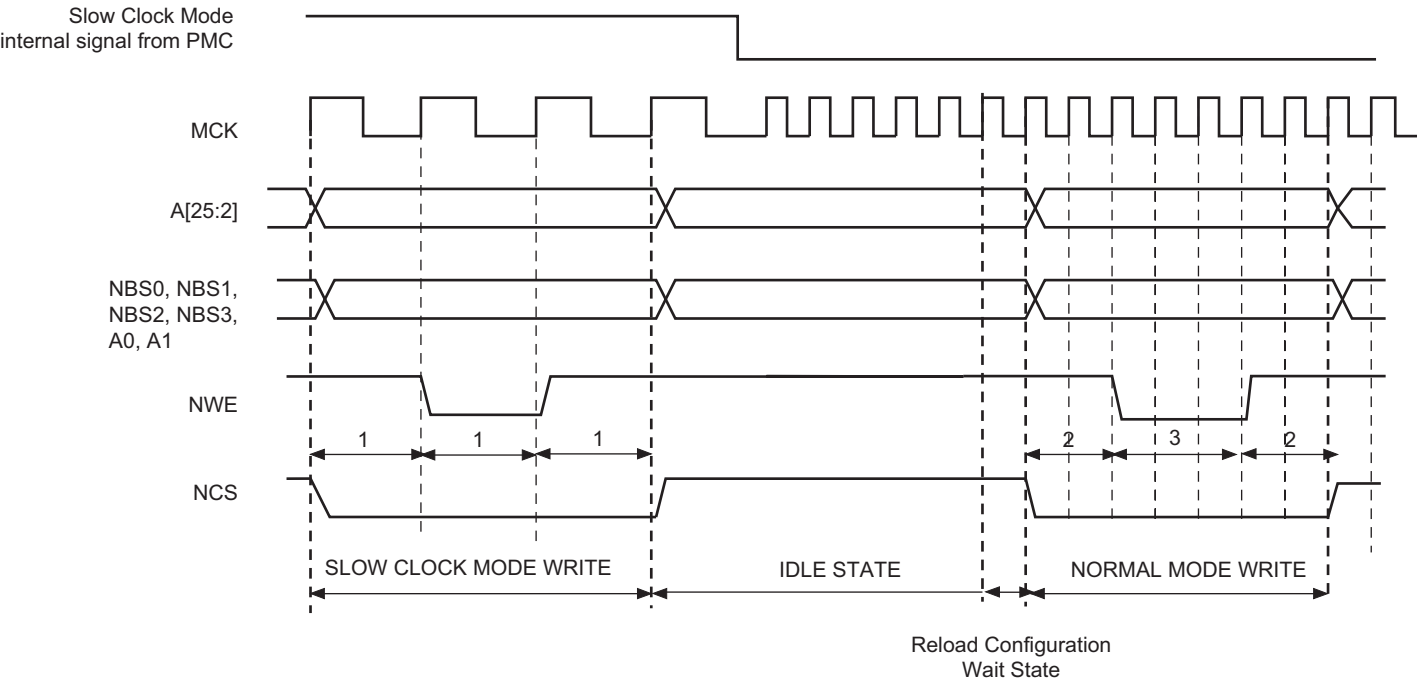 Slow Clock Mode
internal signal from PMC
MCK
A[25:2]
NBS0, NBS1,
NBS2, NBS3,
A0, A1
NWE
1 1 1 2 3 2
NCS
SLOW CLOCK MODE WRITE IDLE STATE NORMAL MODE WRITE
Reload Configuration
Wait State